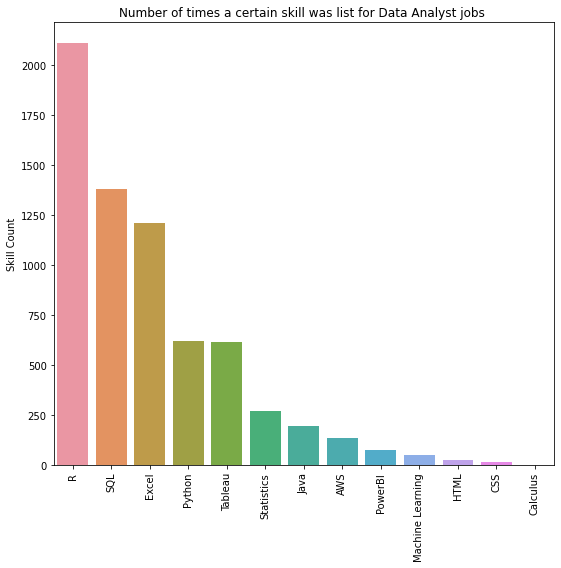 Number of times a certain skill was list for Data Analyst jobs
Skill Count
2000
1750
1500
1250
1000
750
500
250
0
R
SQL
Excel
Python
Tableau
Statistics
Java
AWS
PowerBI
Machine Learning
HTML
CSS
Calculus